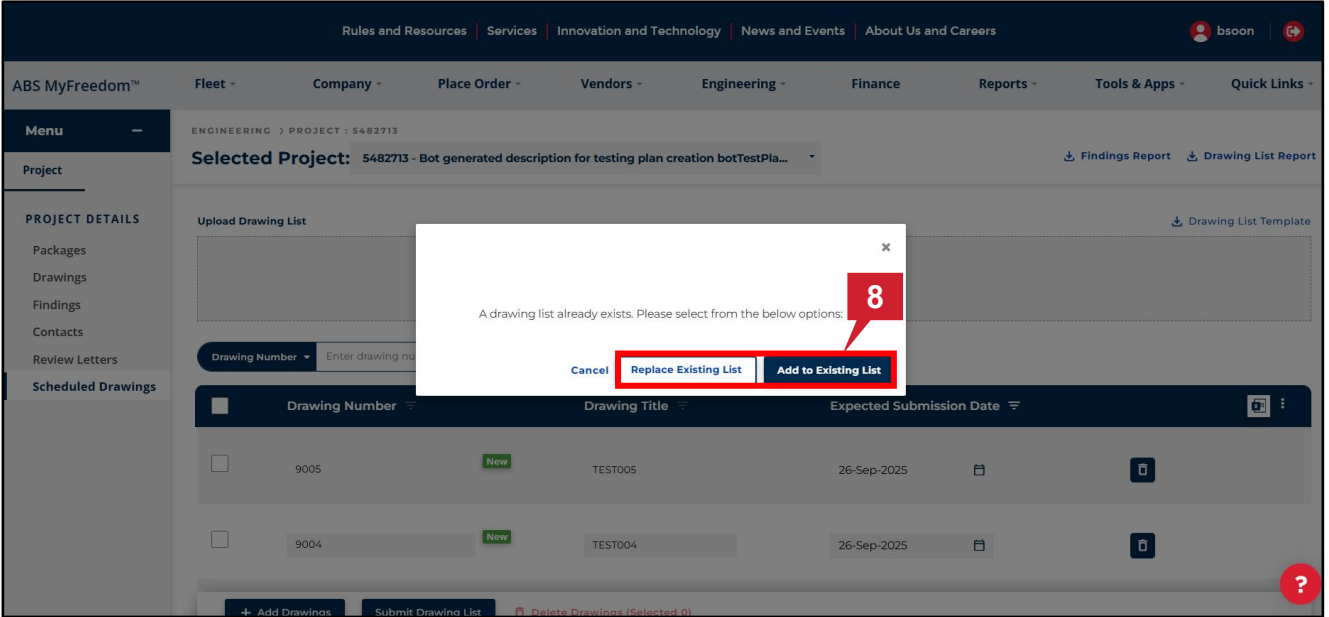 Rules and Resources Services Innovation and Technology News and Events About Us and Careers bsoon
ABS MyFreedom™ Fleet Company Place Order Vendors Engineering Finance Reports Tools & Apps Quick Links
Menu
ENGINEERING > PROJECT : 5482713
Selected Project: 5482713 - Bot generated description for testing plan creation botTestPla...
Findings Report Drawing List Report
Project
PROJECT DETAILS
Packages
Drawings
Findings
Contacts
Review Letters
Scheduled Drawings
Upload Drawing List
Drawing List Template
8
A drawing list already exists. Please select from the below options:
Cancel Replace Existing List Add to Existing List
Drawing Number Enter drawing nu
Drawing Number Drawing Title Expected Submission Date
9005 New TEST005 26-Sep-2025
9004 New TEST004 26-Sep-2025
+ Add Drawings Submit Drawing List Delete Drawings (Selected 0)
?